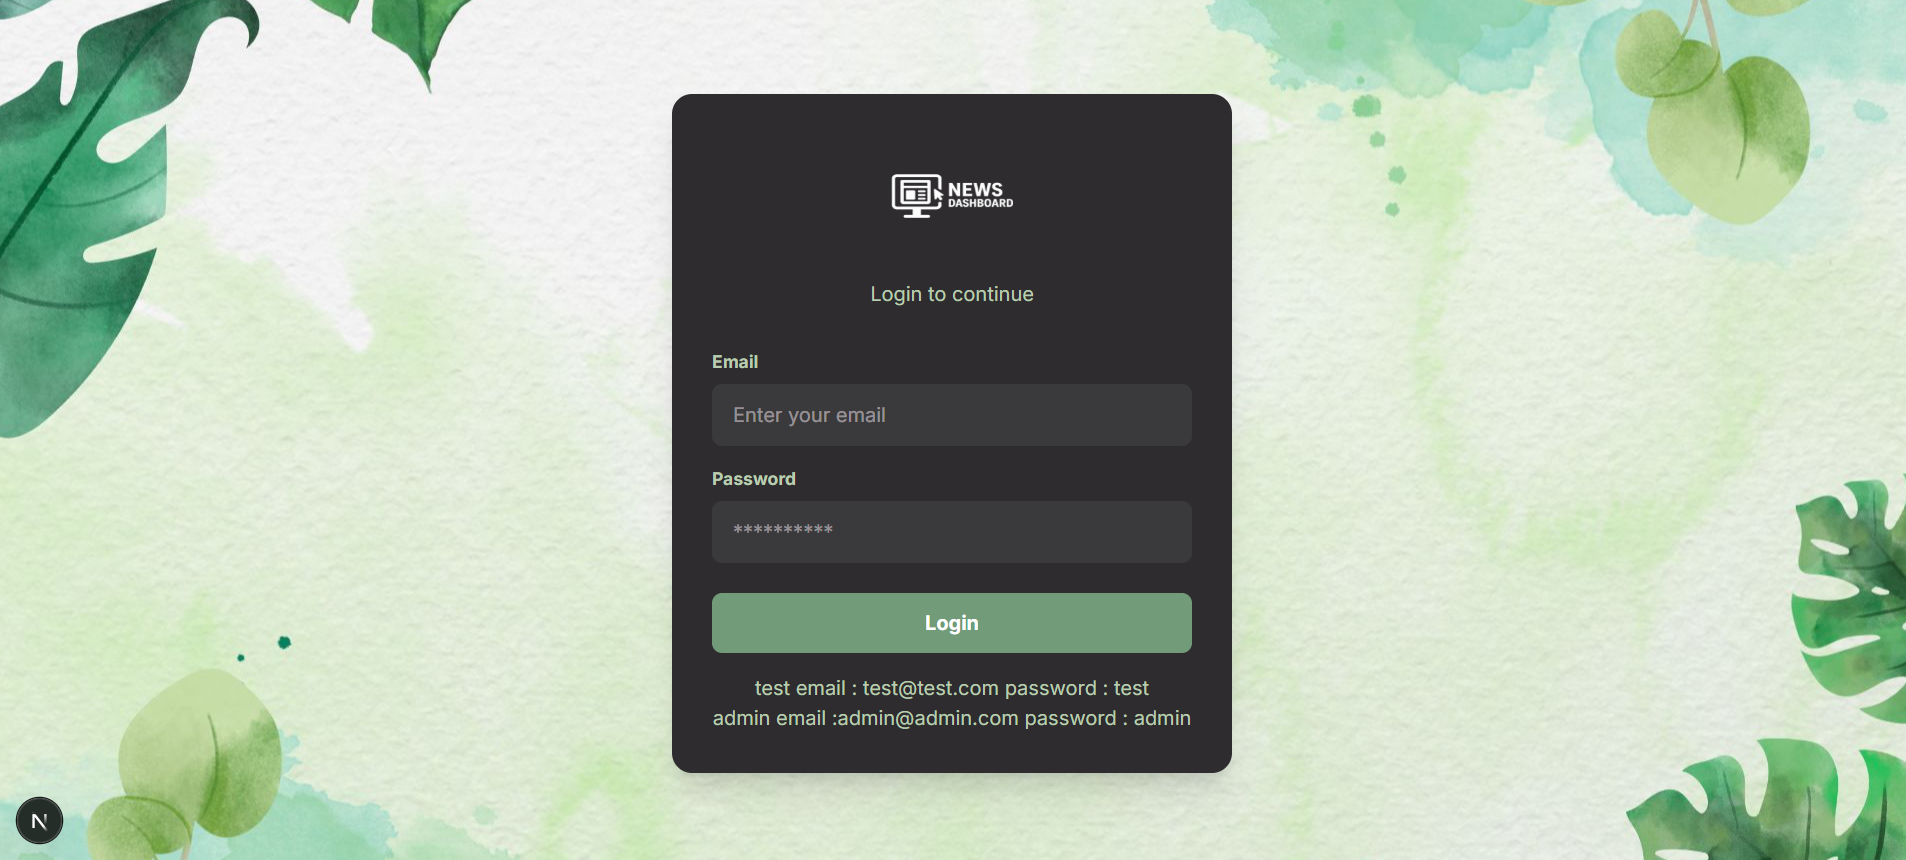 NEWS
DASHBOARD
Login to continue
Email
Enter your email
Password
**********
Login
test email : test@test.com password : test
admin email :admin@admin.com password : admin
N